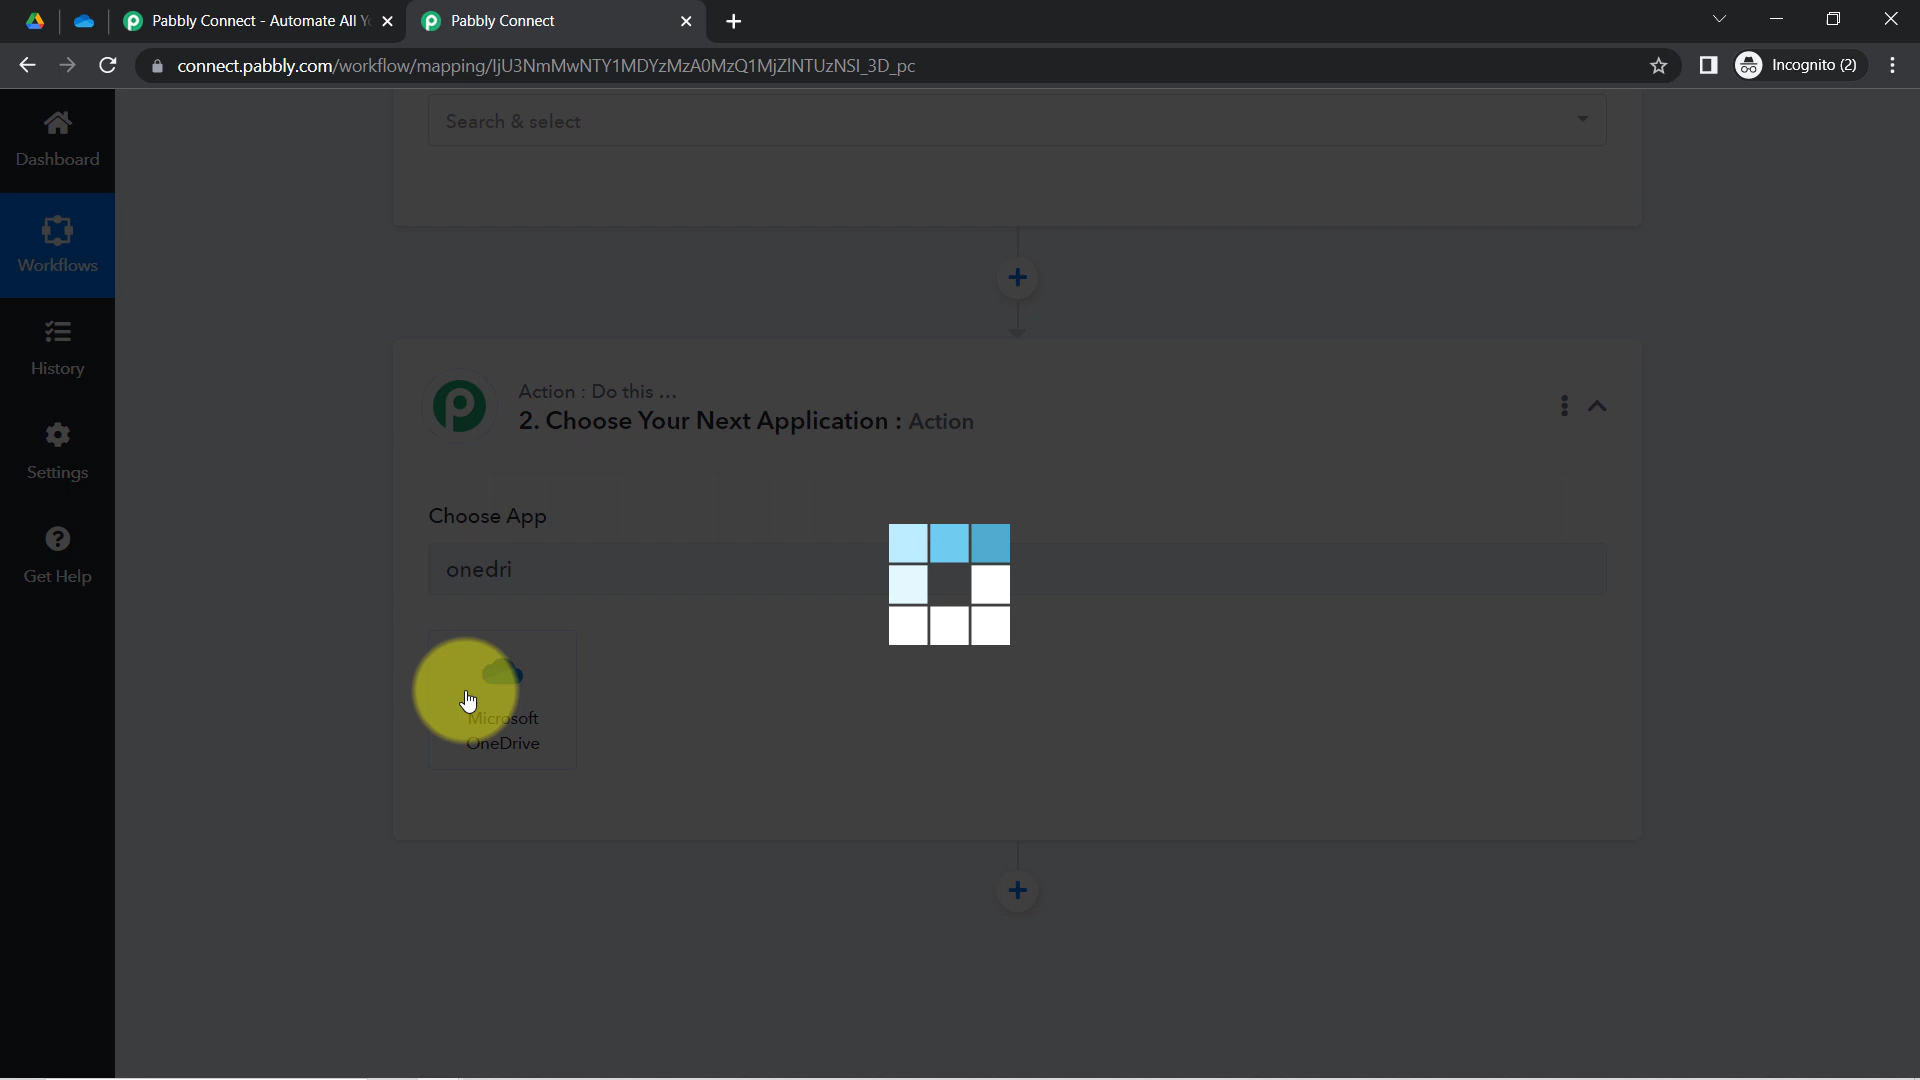 Pabbly Connect - Automate All Y
Pabbly Connect
connect.pabbly.com/workflow/mapping/IjU3NmMwNTY1MDYzMzA0MzQ1MjZlNTUzNSI_3D_pc
Incognito (2)
Dashboard
Workflows
History
Settings
Get Help
Search & select
Action : Do this ...
2. Choose Your Next Application : Action
Choose App
onedri
Microsoft
OneDrive